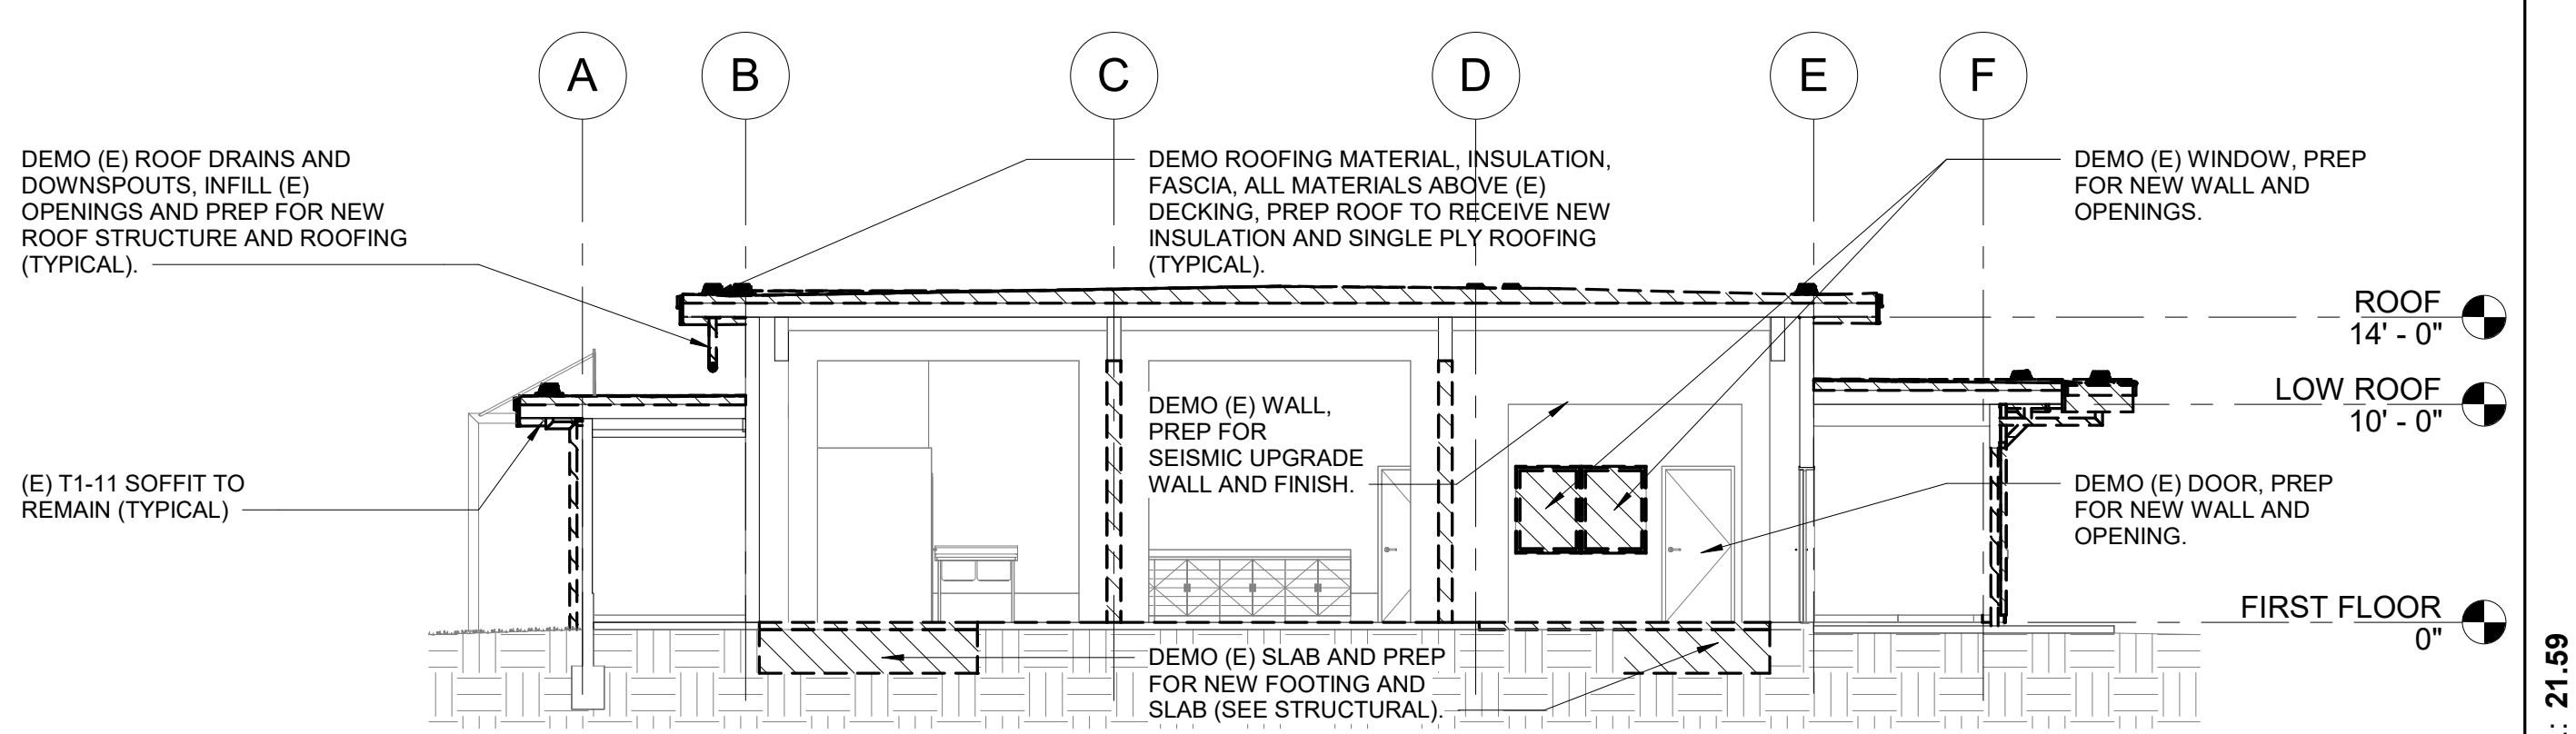 A
B
C
D
E
F
DEMO (E) ROOF DRAINS AND
DOWNSPOUTS, INFILL (E)
OPENINGS AND PREP FOR NEW
ROOF STRUCTURE AND ROOFING
(TYPICAL).
DEMO ROOFING MATERIAL, INSULATION,
FASCIA, ALL MATERIALS ABOVE (E)
DECKING, PREP ROOF TO RECEIVE NEW
INSULATION AND SINGLE PLY ROOFING
(TYPICAL).
DEMO (E) WINDOW, PREP
FOR NEW WALL AND
OPENINGS.
ROOF
14' - 0"
LOW ROOF
10' - 0"
DEMO (E) WALL,
PREP FOR
SEISMIC UPGRADE
WALL AND FINISH.
(E) T1-11 SOFFIT TO
REMAIN (TYPICAL)
DEMO (E) DOOR, PREP
FOR NEW WALL AND
OPENING.
FIRST FLOOR
0"
DEMO (E) SLAB AND PREP
FOR NEW FOOTING AND
SLAB (SEE STRUCTURAL).
: 21.59